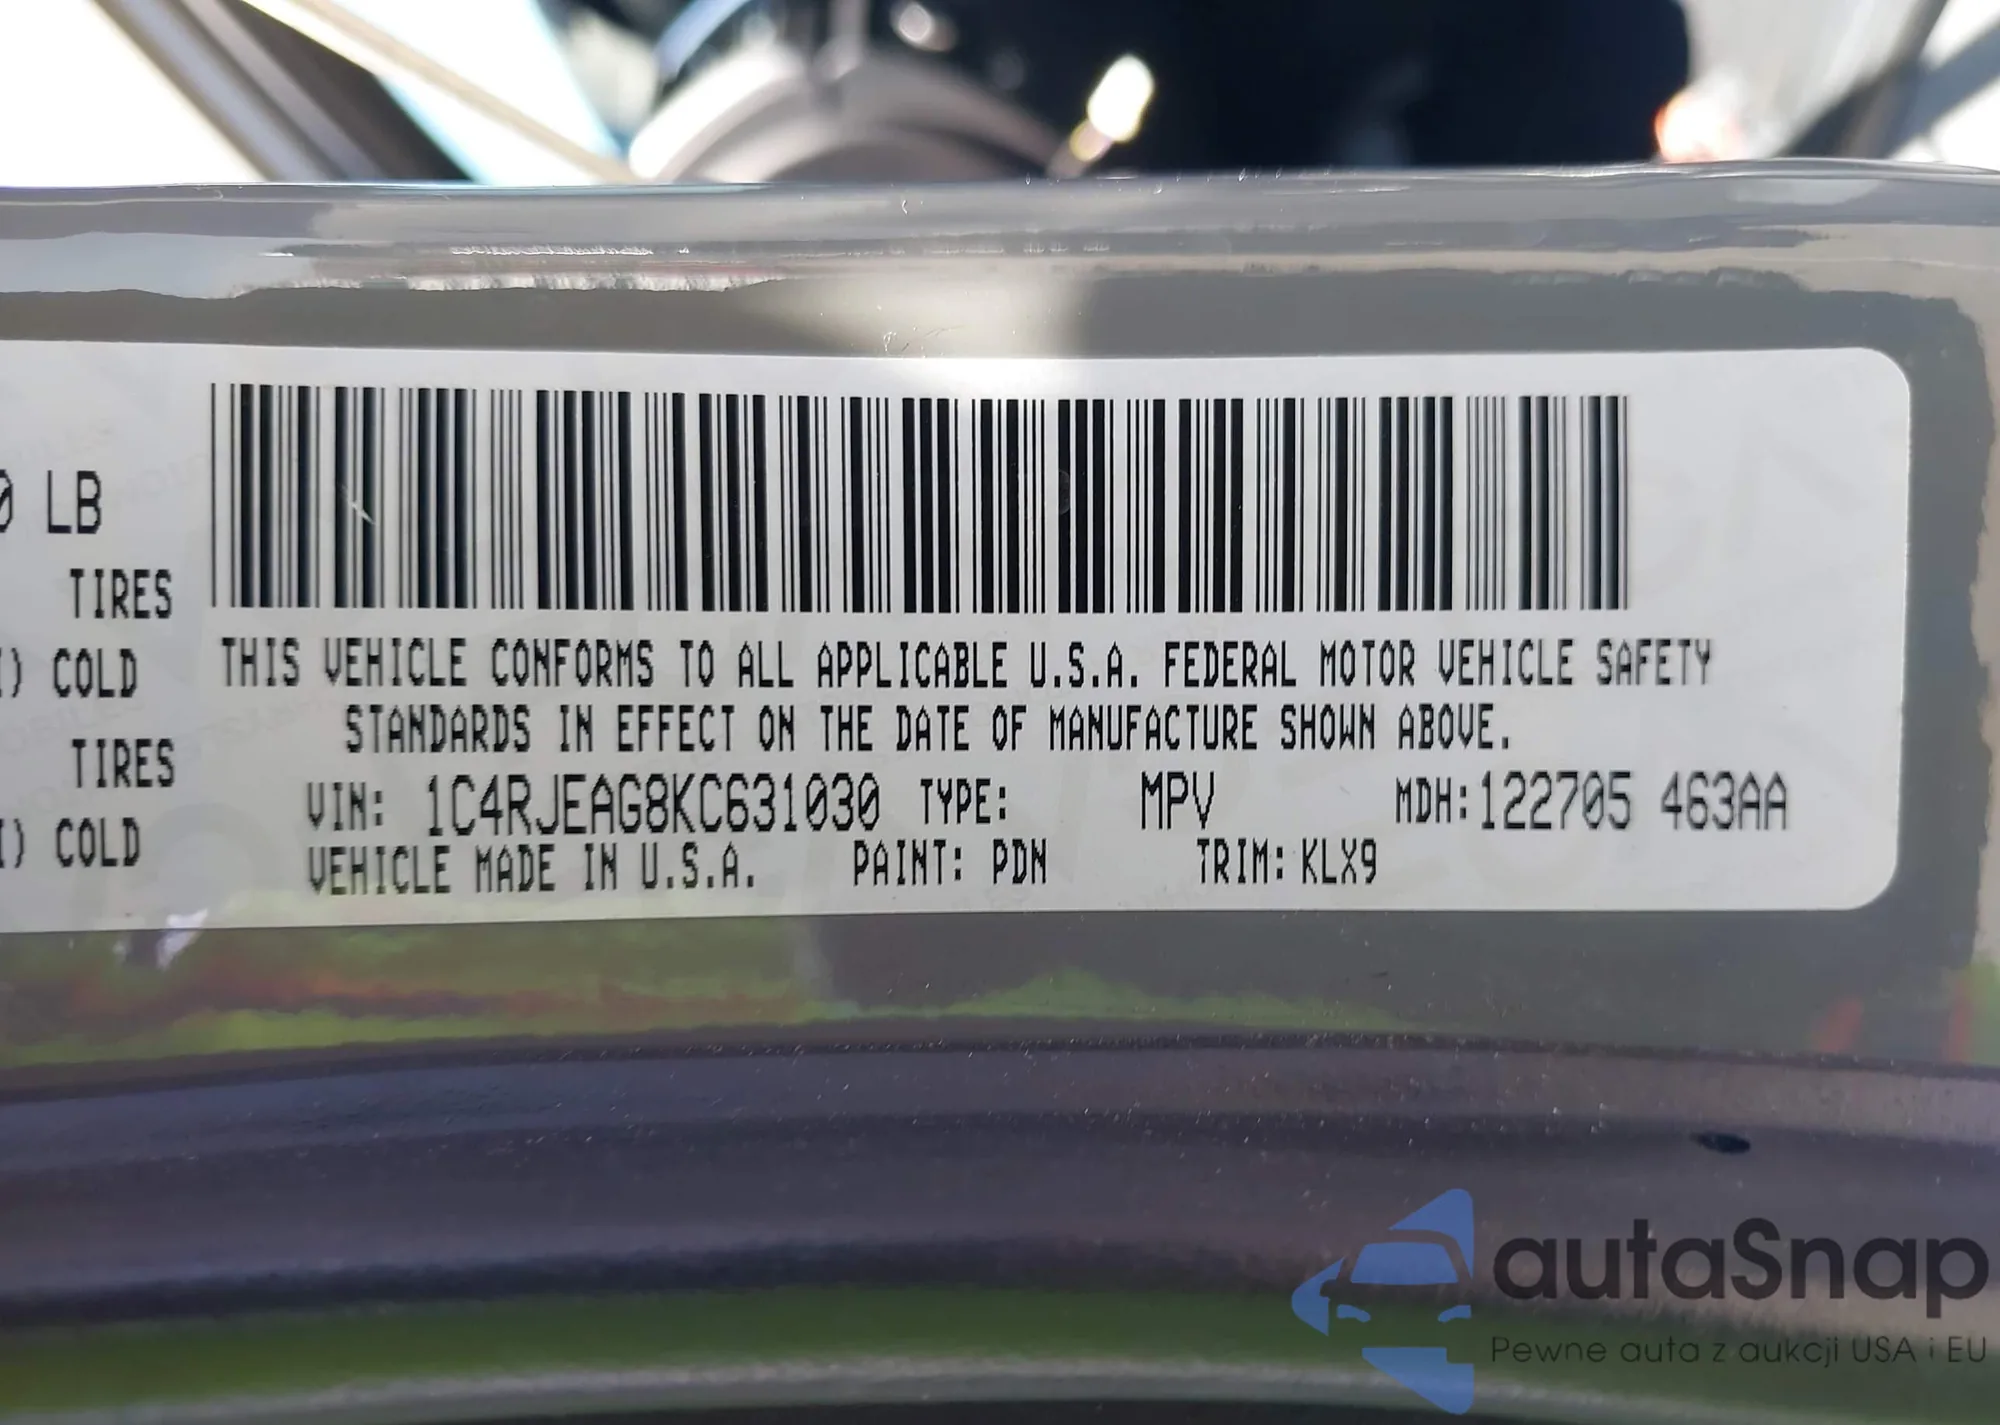 0 LB
TIRES
I) COLD
TIRES
I) COLD
THIS VEHICLE CONFORMS TO ALL APPLICABLE U.S.A. FEDERAL MOTOR VEHICLE SAFETY
STANDARDS IN EFFECT ON THE DATE OF MANUFACTURE SHOWN ABOVE.
VIN: 1C4RJEAG8KC631030 TYPE: MPV MDH:122705 463AA
VEHICLE MADE IN U.S.A. PAINT: PDN TRIM: KLX9
autaSnap
Pewne auta z aukcji USA i EU